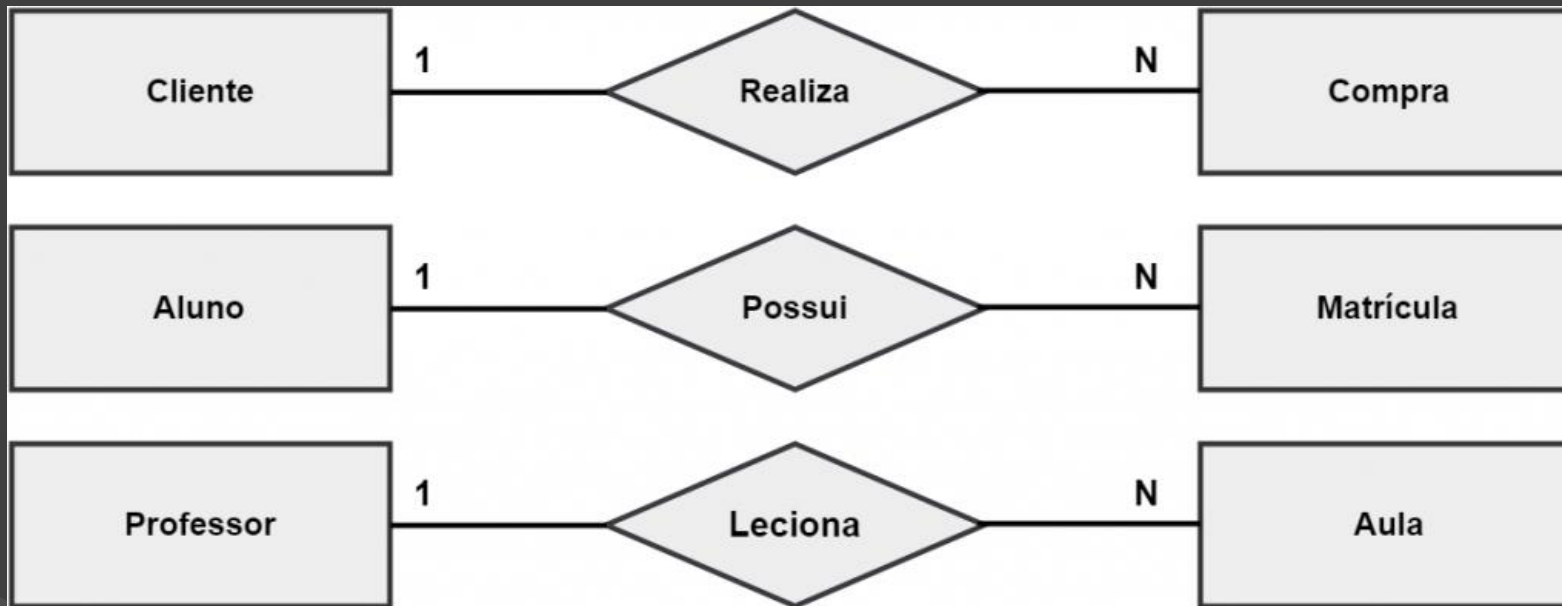 1 N
Cliente Realiza Compra
1 N
Aluno Possui Matrícula
1 N
Professor Leciona Aula